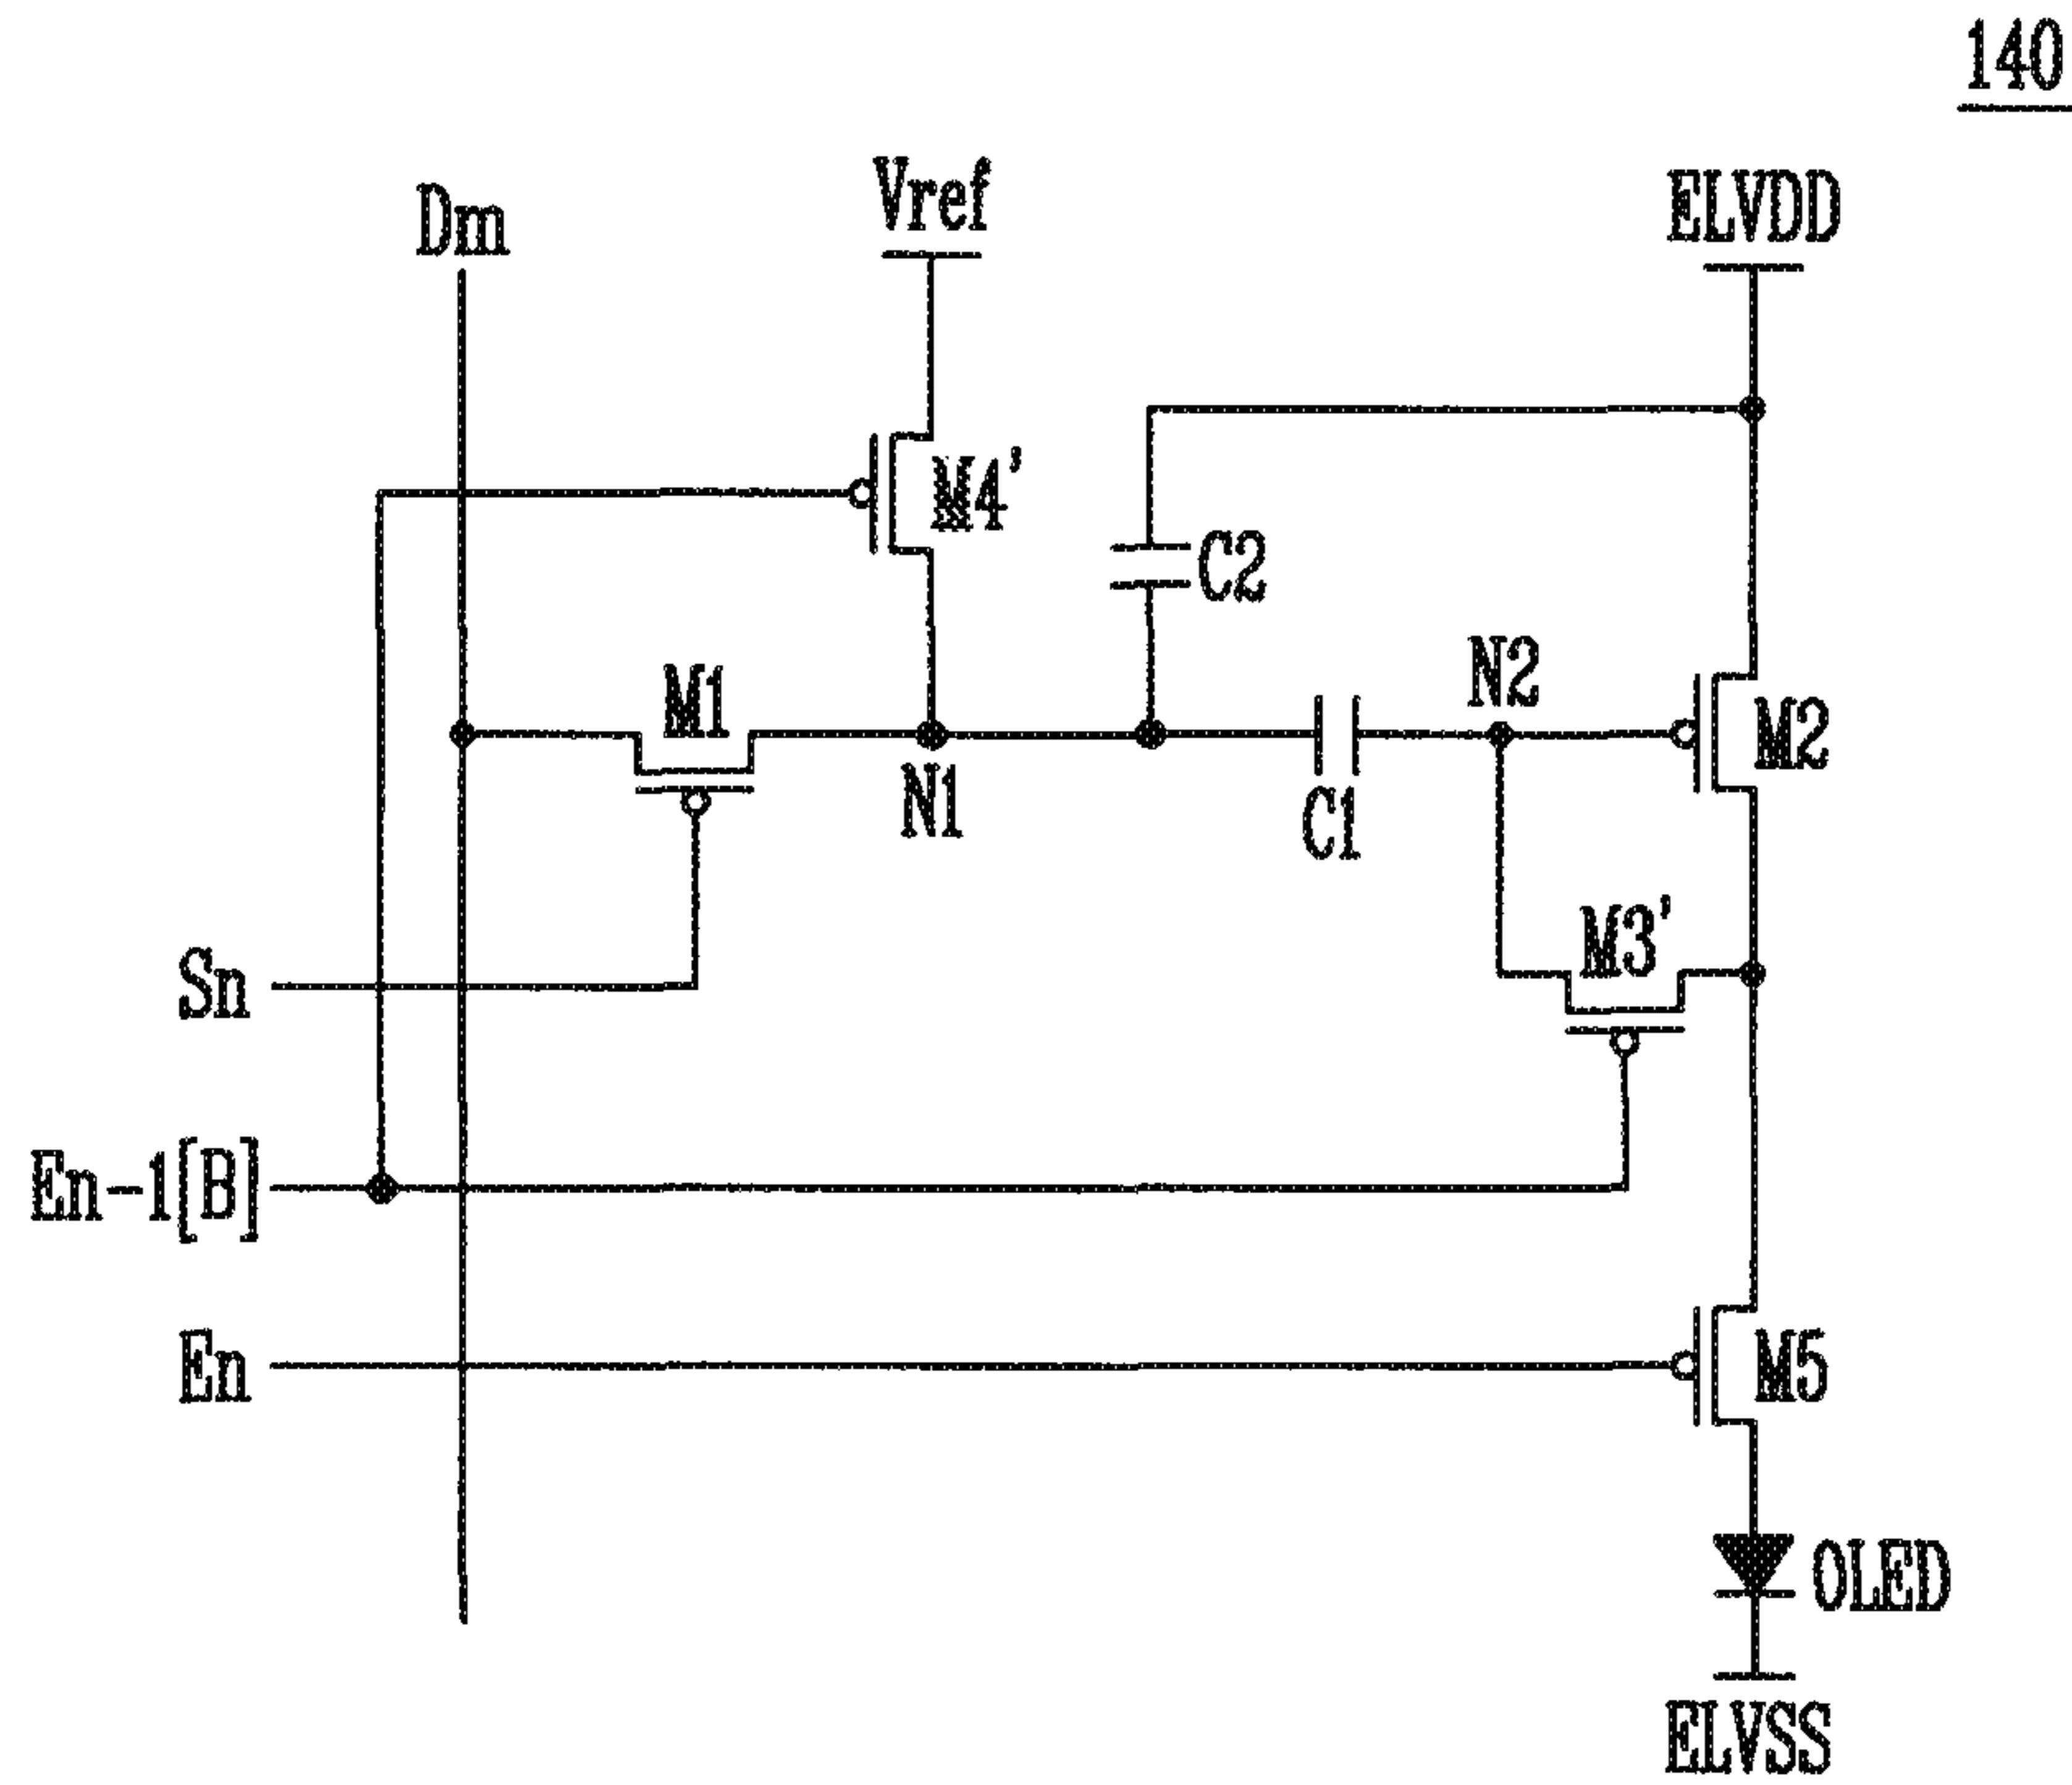 140
Dm
Vref
ELVDD
M4'
C2
M1
N2
M2
N1
C1
M3'
Sn
En-1[B]
En
M5
OLED
ELVSS